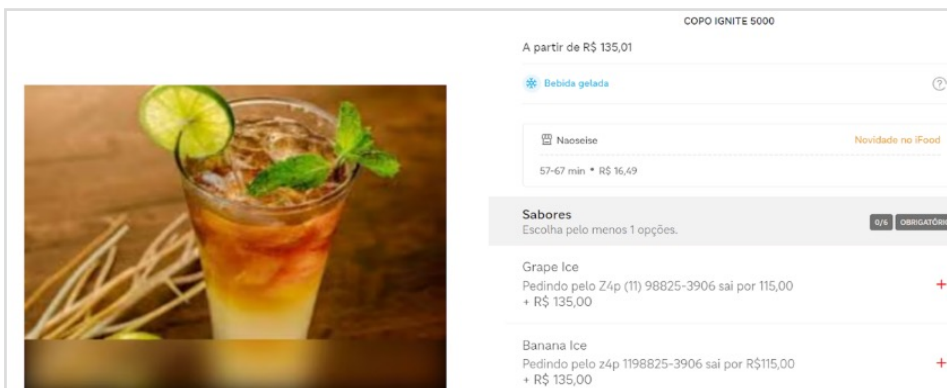 COPO IGNITE 5000
A partir de R$ 135,01
Bebida gelada
?
Naoseise
Novidade no iFood
57-67 min • R$ 16,49
Sabores
0/6 OBRIGATÓRI
Escolha pelo menos 1 opções.
Grape Ice
Pedindo pelo Z4p (11) 98825-3906 sai por 115,00
+ R$ 135,00
+
Banana Ice
Pedindo pelo z4p 1198825-3906 sai por R$115,00
+ R$ 135,00
+